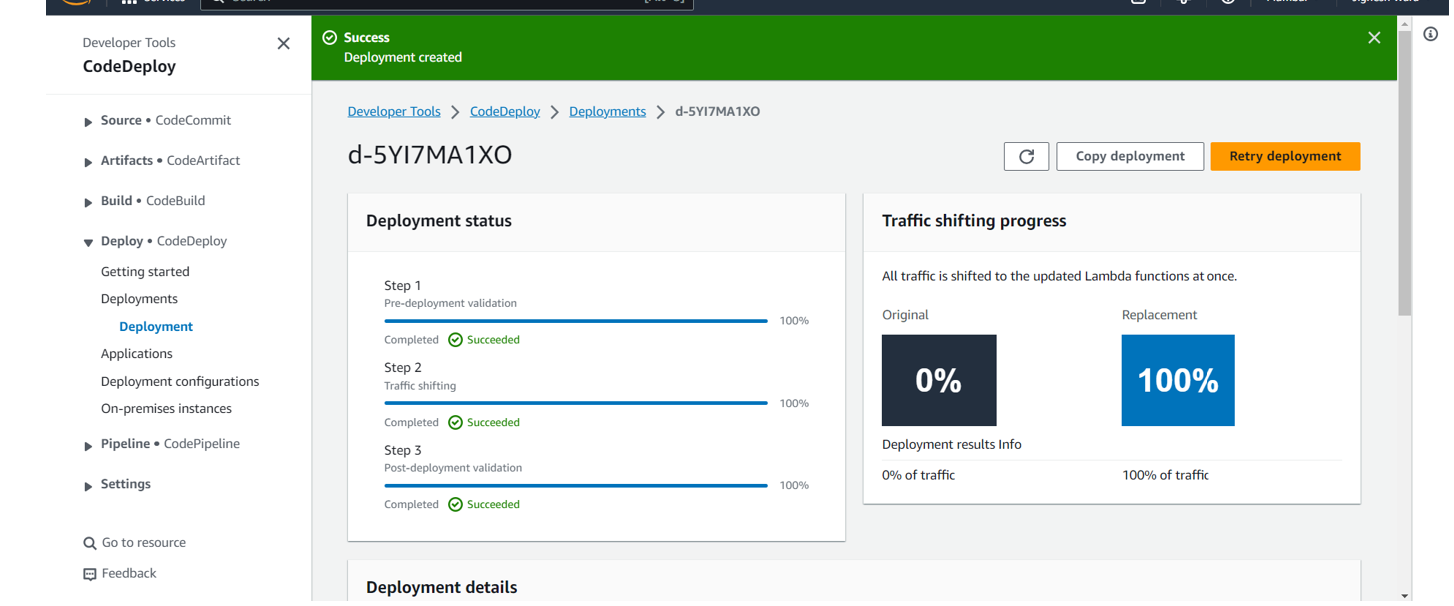 Developer Tools
CodeDeploy
Source • CodeCommit
Artifacts • CodeArtifact
Build • CodeBuild
Deploy • CodeDeploy
Getting started
Deployments
Deployment
Applications
Deployment configurations
On-premises instances
Pipeline • CodePipeline
Settings
Go to resource
Feedback
Success
Deployment created
Developer Tools > CodeDeploy > Deployments > d-5YI7MA1XO
d-5YI7MA1XO
Copy deployment
Retry deployment
Deployment status
Step 1
Pre-deployment validation
100%
Completed Succeeded
Step 2
Traffic shifting
100%
Completed Succeeded
Step 3
Post-deployment validation
100%
Completed Succeeded
Traffic shifting progress
All traffic is shifted to the updated Lambda functions at once.
Original Replacement
0% 100%
Deployment results Info
0% of traffic 100% of traffic
Deployment details